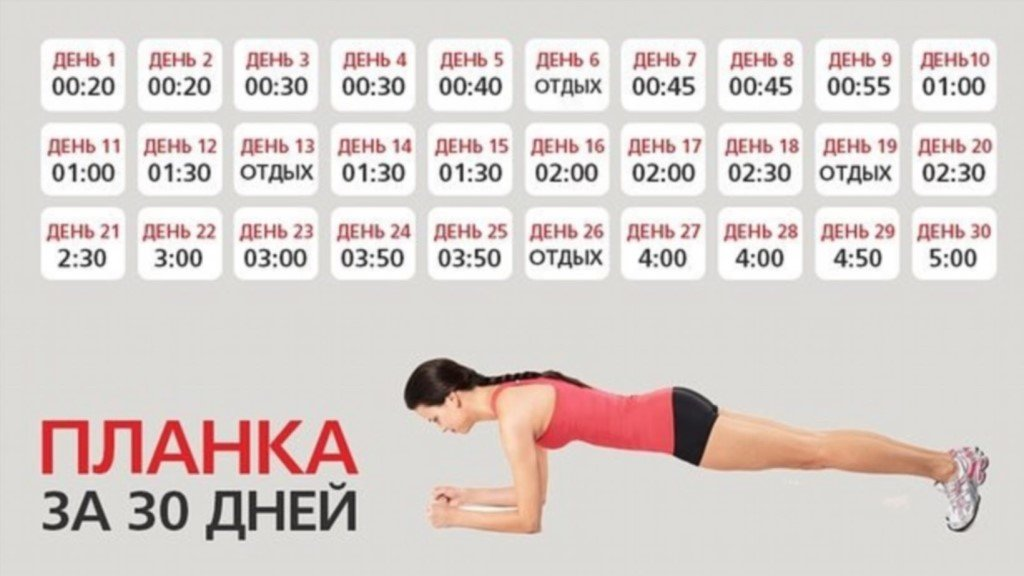 ДЕНЬ 1
00:20
ДЕНЬ 2
00:20
ДЕНЬ 3
00:30
ДЕНЬ 4
00:30
ДЕНЬ 5
00:40
ДЕНЬ 6
ОТДЫХ
ДЕНЬ 7
00:45
ДЕНЬ 8
00:45
ДЕНЬ 9
00:55
ДЕНЬ10
01:00
ДЕНЬ 11
01:00
ДЕНЬ 12
01:30
ДЕНЬ 13
ОТДЫХ
ДЕНЬ 14
01:30
ДЕНЬ 15
01:30
ДЕНЬ 16
02:00
ДЕНЬ 17
02:00
ДЕНЬ 18
02:30
ДЕНЬ 19
ОТДЫХ
ДЕНЬ 20
02:30
ДЕНЬ 21
2:30
ДЕНЬ 22
3:00
ДЕНЬ 23
03:00
ДЕНЬ 24
03:50
ДЕНЬ 25
03:50
ДЕНЬ 26
ОТДЫХ
ДЕНЬ 27
4:00
ДЕНЬ 28
4:00
ДЕНЬ 29
4:50
ДЕНЬ 30
5:00
ПЛАНКА
ЗА 30 ДНЕЙ